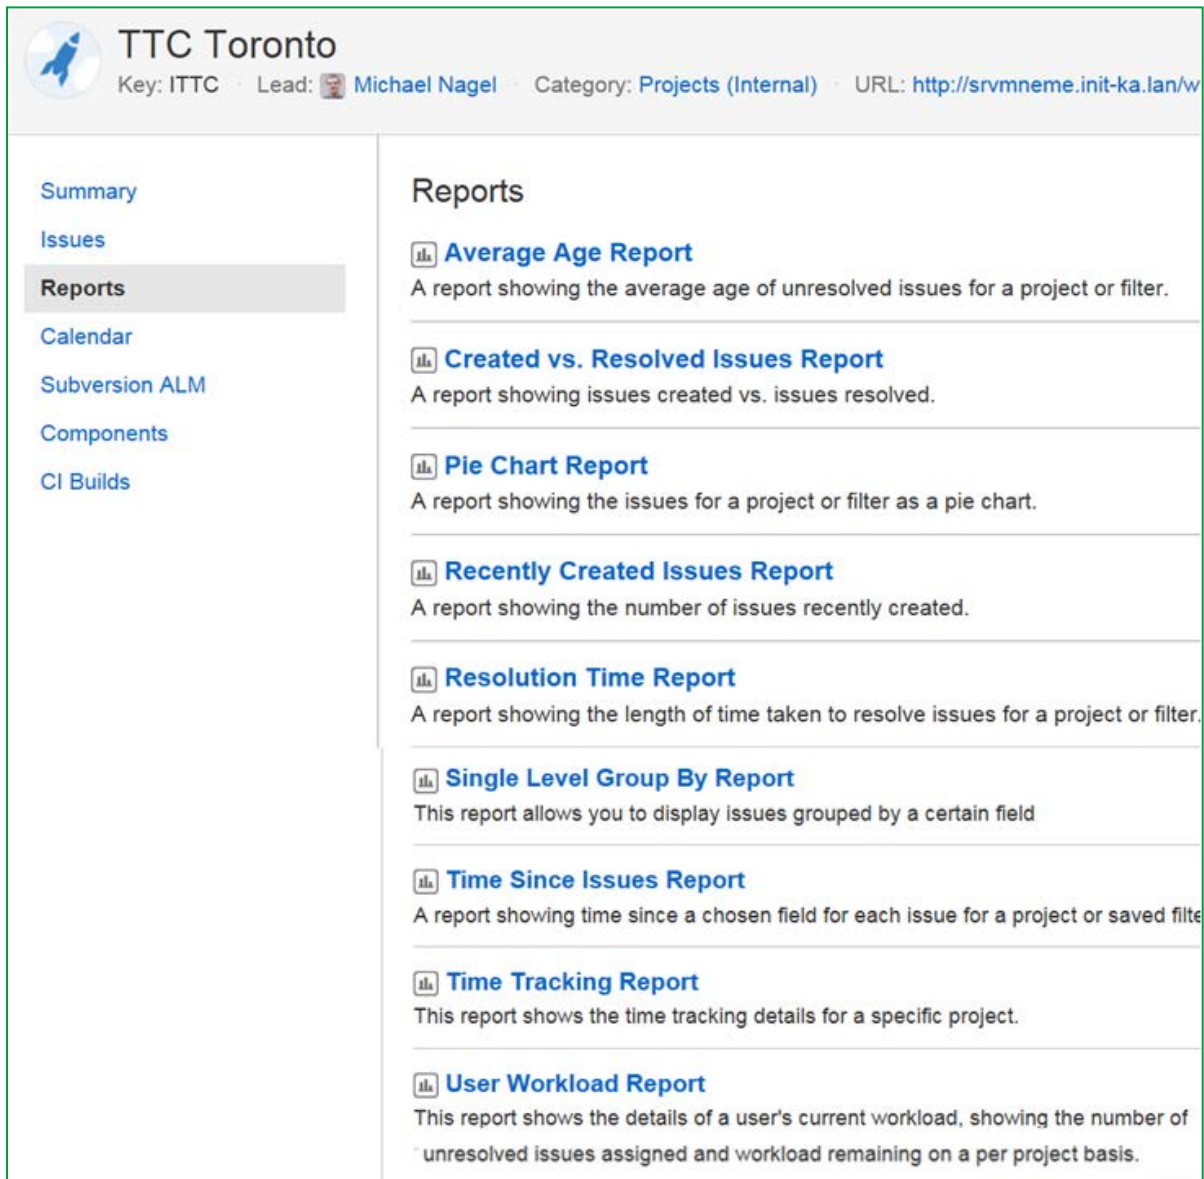 TTC Toronto
Key: ITTC · Lead: Michael Nagel · Category: Projects (Internal) · URL: http://srvmneme.init-ka.lan/w
Summary
Issues
Reports
Calendar
Subversion ALM
Components
CI Builds
Reports
Average Age Report
A report showing the average age of unresolved issues for a project or filter.
Created vs. Resolved Issues Report
A report showing issues created vs. issues resolved.
Pie Chart Report
A report showing the issues for a project or filter as a pie chart.
Recently Created Issues Report
A report showing the number of issues recently created.
Resolution Time Report
A report showing the length of time taken to resolve issues for a project or filter.
Single Level Group By Report
This report allows you to display issues grouped by a certain field
Time Since Issues Report
A report showing time since a chosen field for each issue for a project or saved filte
Time Tracking Report
This report shows the time tracking details for a specific project.
User Workload Report
This report shows the details of a user's current workload, showing the number of
unresolved issues assigned and workload remaining on a per project basis.